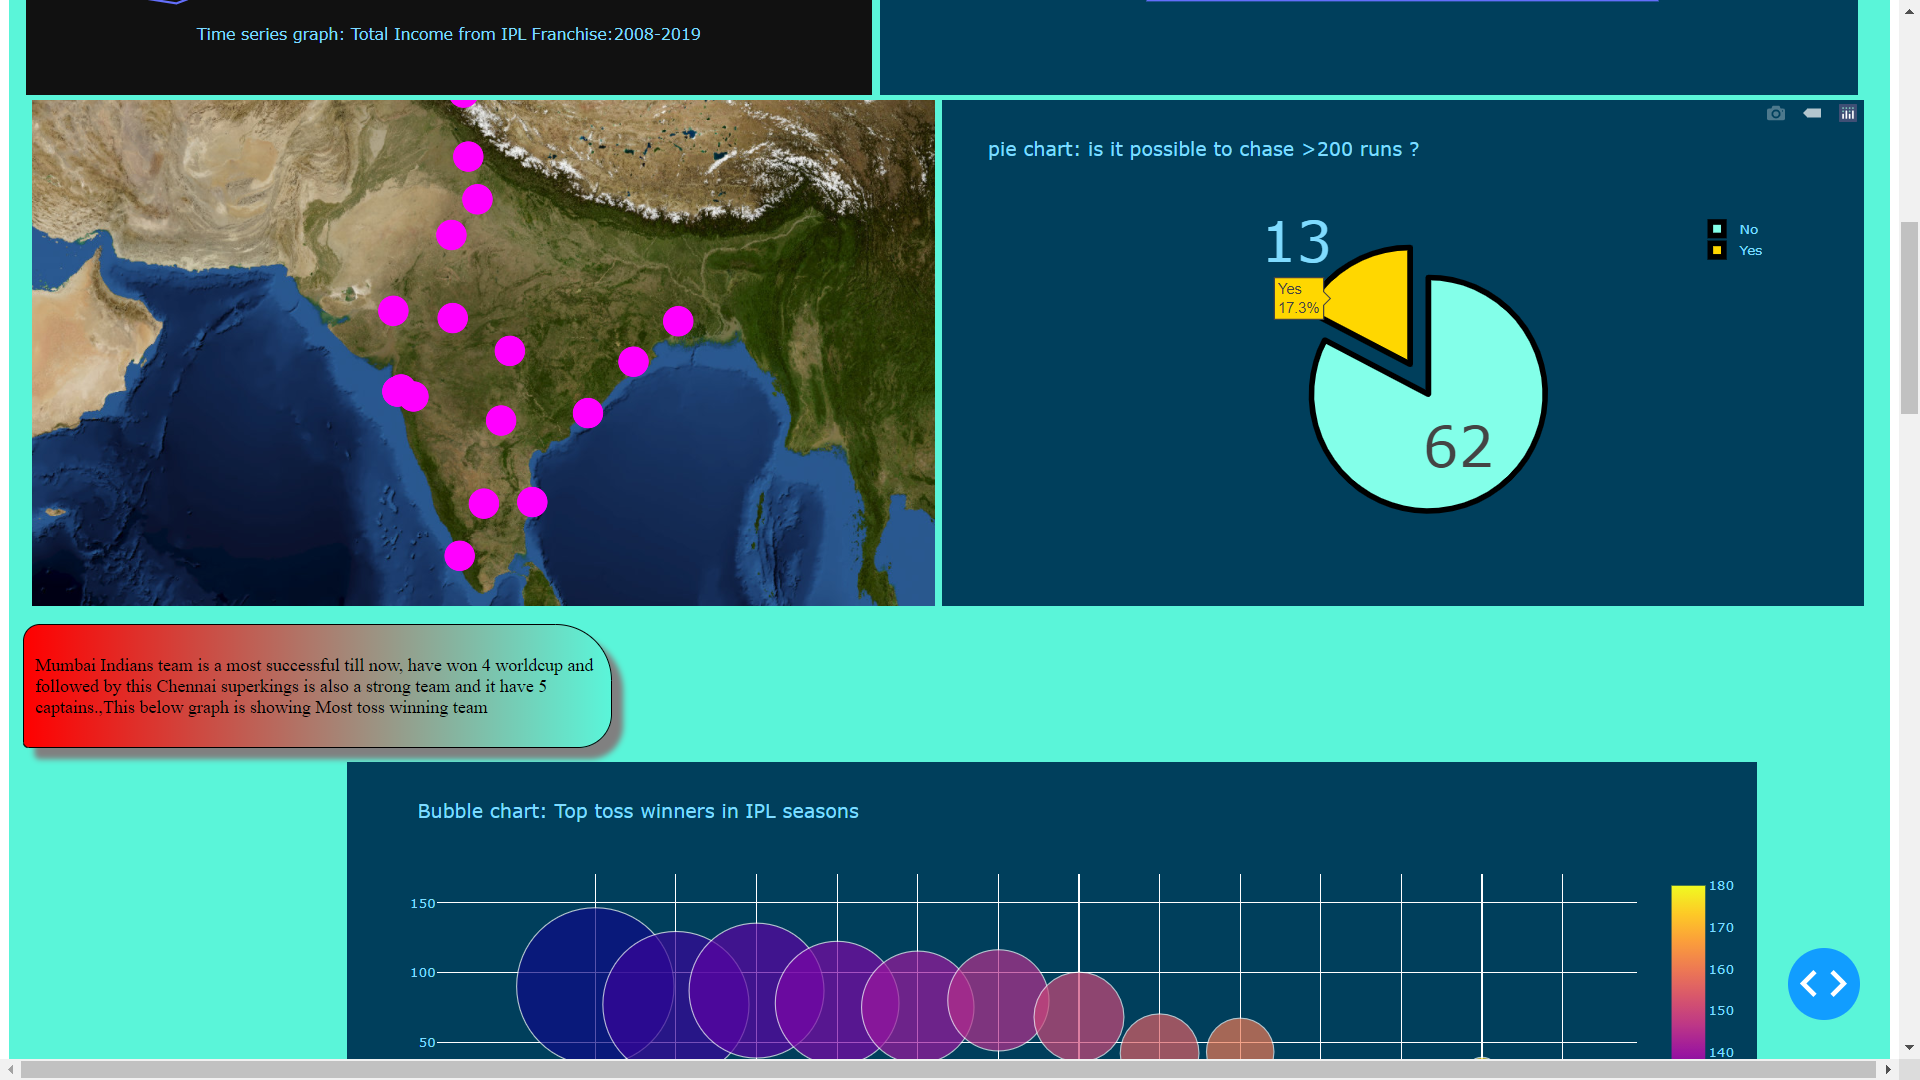 Time series graph: Total Income from IPL Franchise:2008-2019
pie chart: is it possible to chase >200 runs ?
13
Yes
17.3%
62
No
Yes
Mumbai Indians team is a most successful till now, have won 4 worldcup and
followed by this Chennai superkings is also a strong team and it have 5
captains.,This below graph is showing Most toss winning team
Bubble chart: Top toss winners in IPL seasons
150
100
50
180
170
160
150
140